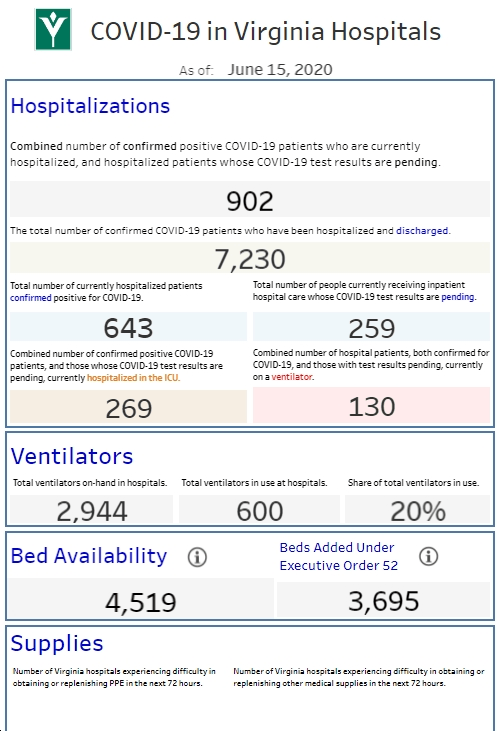 COVID-19 in Virginia Hospitals
As of: June 15, 2020
Hospitalizations
Combined number of confirmed positive COVID-19 patients who are currently
hospitalized, and hospitalized patients whose COVID-19 test results are pending.
902
The total number of confirmed COVID-19 patients who have been hospitalized and discharged.
7,230
Total number of currently hospitalized patients
confirmed positive for COVID-19.
643
Total number of people currently receiving inpatient
hospital care whose COVID-19 test results are pending.
259
Combined number of confirmed positive COVID-19
patients, and those whose COVID-19 test results are
pending, currently hospitalized in the ICU.
269
Combined number of hospital patients, both confirmed for
COVID-19, and those with test results pending, currently
on a ventilator.
130
Ventilators
Total ventilators on-hand in hospitals.
2,944
Total ventilators in use at hospitals.
600
Share of total ventilators in use.
20%
Bed Availability
4,519
Beds Added Under
Executive Order 52
3,695
Supplies
Number of Virginia hospitals experiencing difficulty in
obtaining or replenishing PPE in the next 72 hours.
Number of Virginia hospitals experiencing difficulty in obtaining or
replenishing other medical supplies in the next 72 hours.